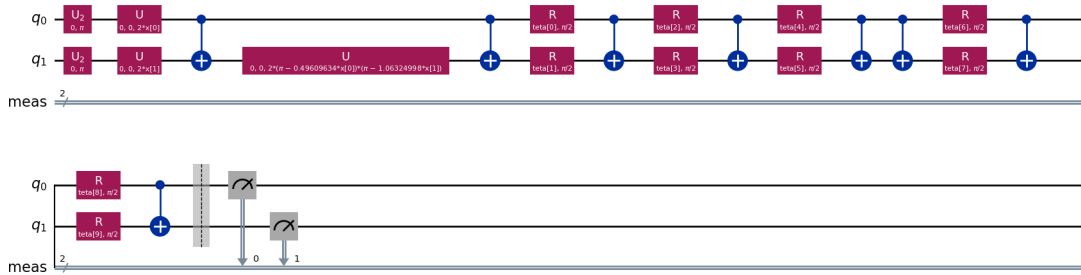 q0 U2 U U R R R R
0, π 0, 0, 2*x[0] teta[0], π/2 teta[2], π/2 teta[4], π/2 teta[6], π/2
q1 U2 U U R R R R
0, π 0, 0, 2*x[1] 0, 0, 2*(π − 0.49609634*x[0])*(π − 1.06324998*x[1]) teta[1], π/2 teta[3], π/2 teta[5], π/2 teta[7], π/2
meas 2
q0 R
teta[8], π/2
q1 R
teta[9], π/2
meas 2 0 1